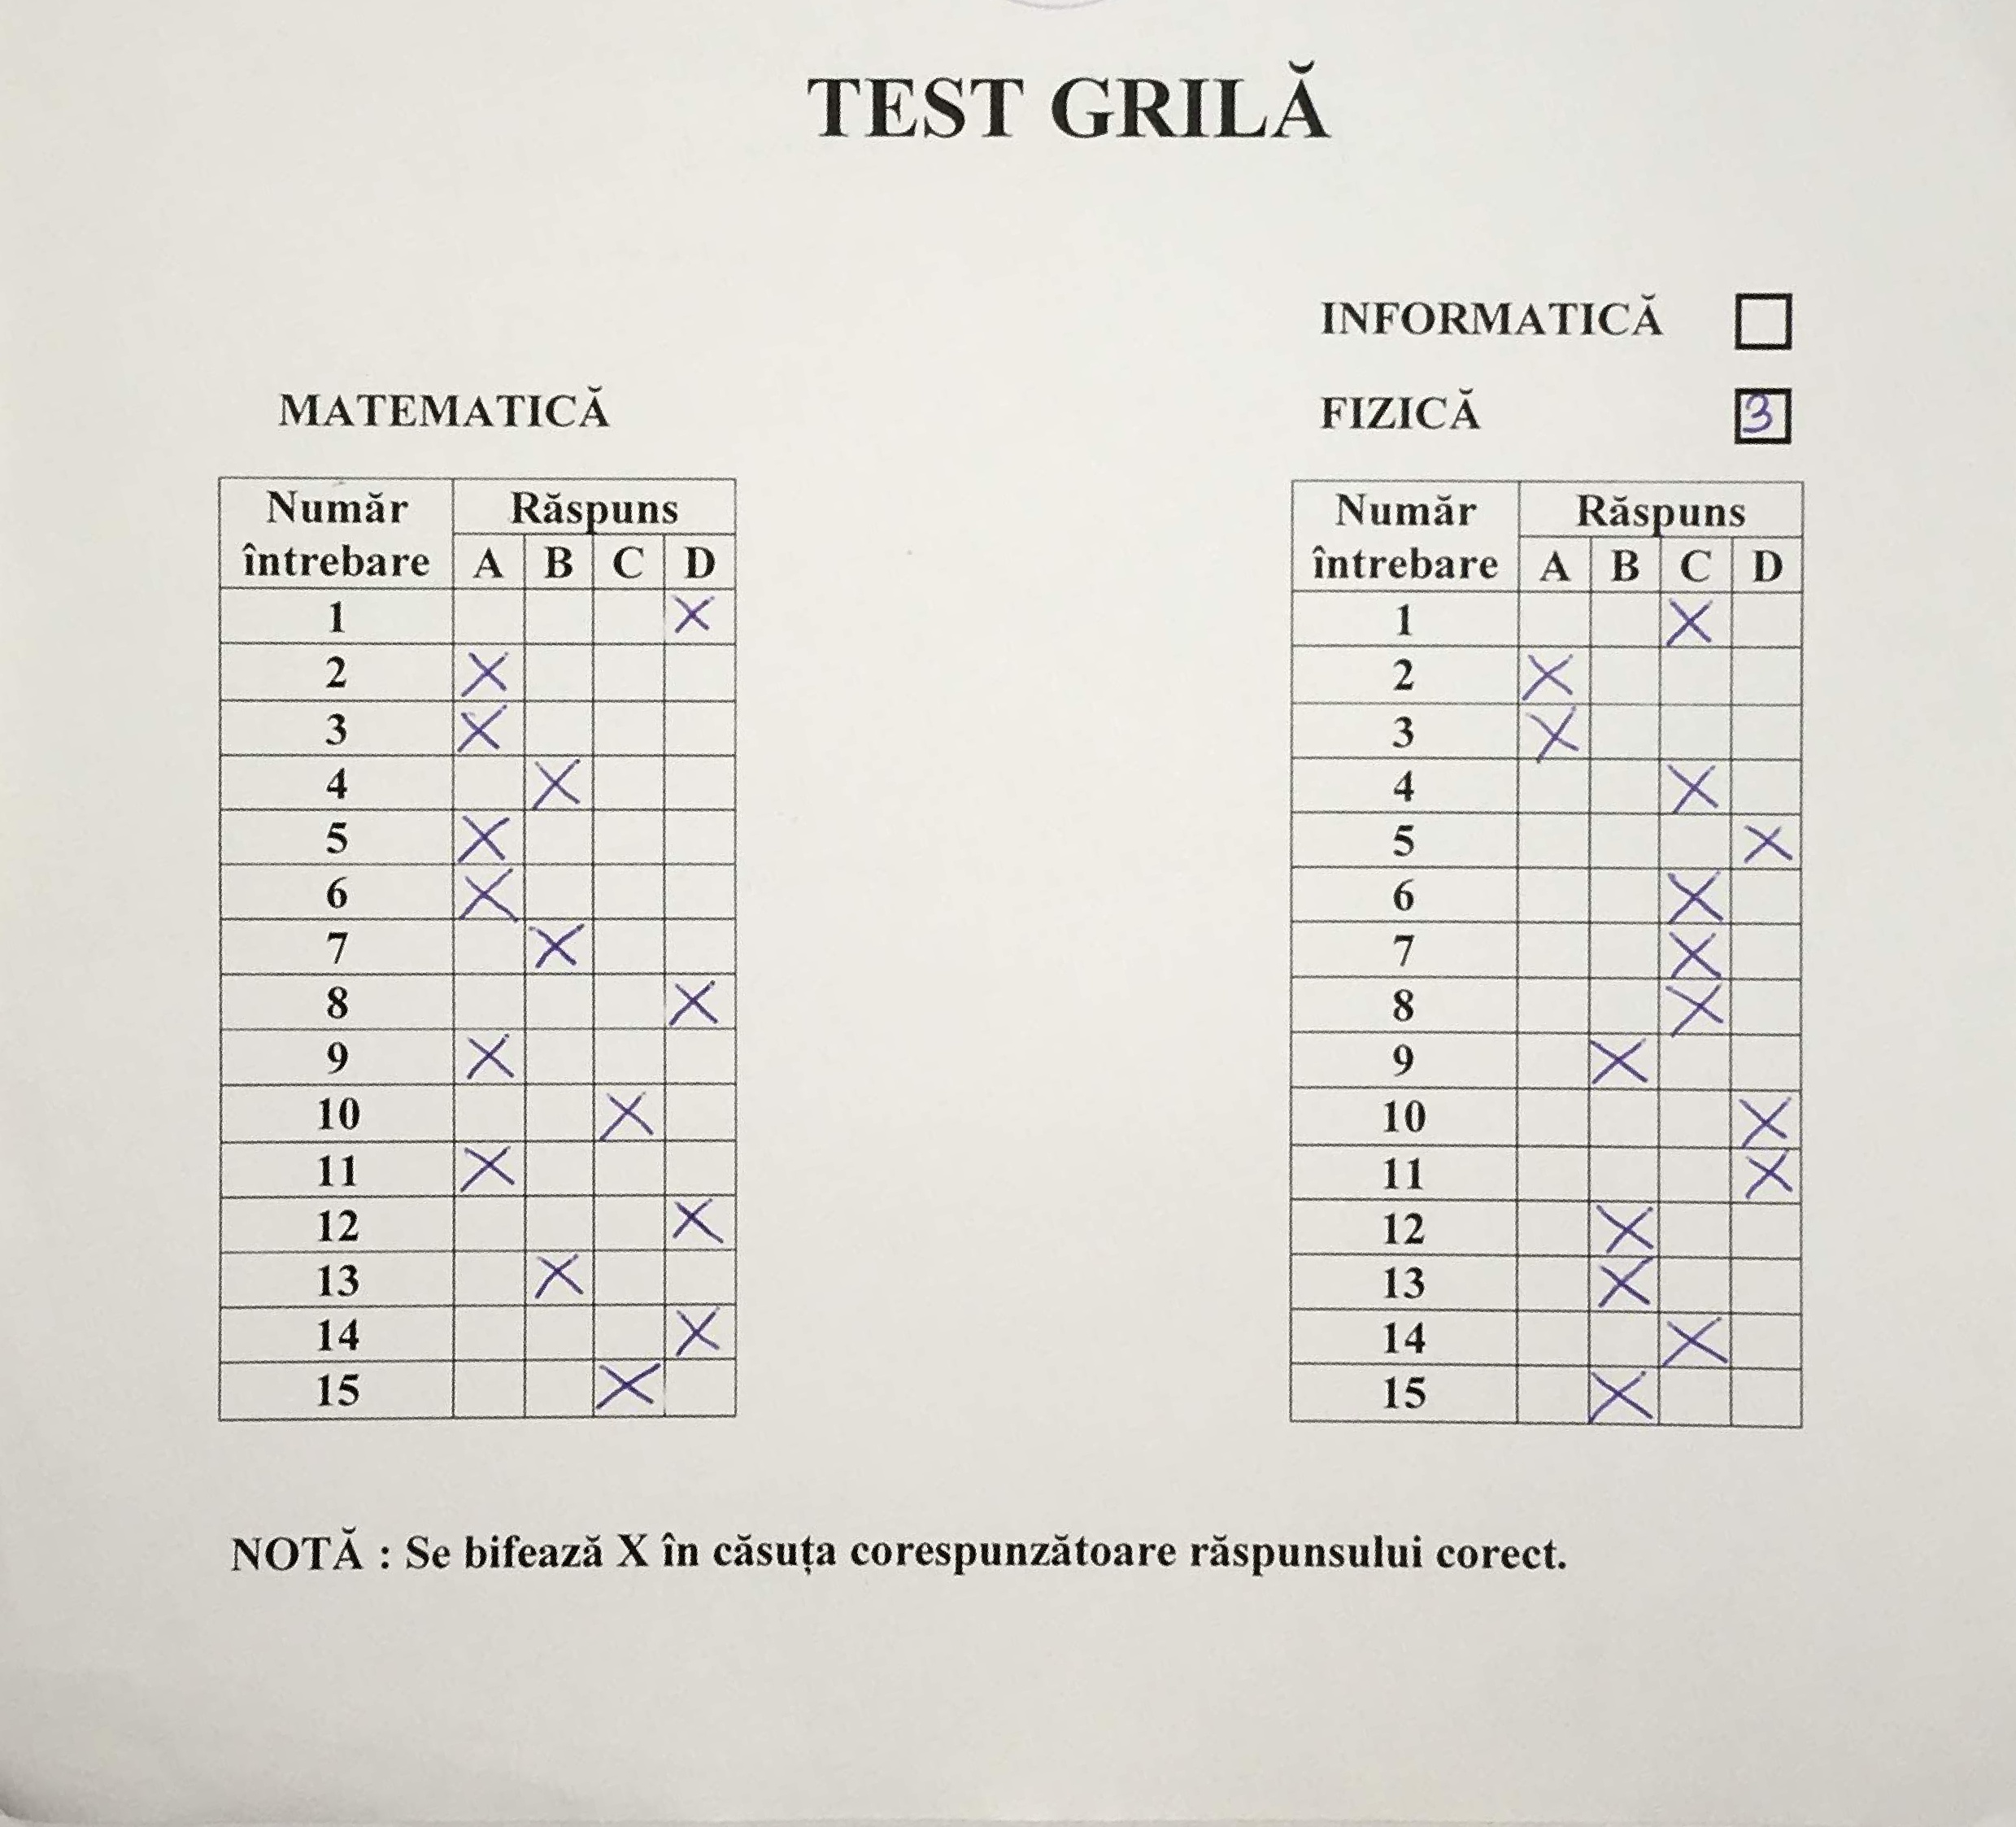 TEST GRILĂ
INFORMATICĂ
MATEMATICĂ
FIZICĂ 3
Număr Răspuns
întrebare A B C D
1 X
2 X
3 X
4 X
5 X
6 X
7 X
8 X
9 X
10 X
11 X
12 X
13 X
14 X
15 X
Număr Răspuns
întrebare A B C D
1 X
2 X
3 X
4 X
5 X
6 X
7 X
8 X
9 X
10 X
11 X
12 X
13 X
14 X
15 X
NOTĂ : Se bifează X în căsuța corespunzătoare răspunsului corect.